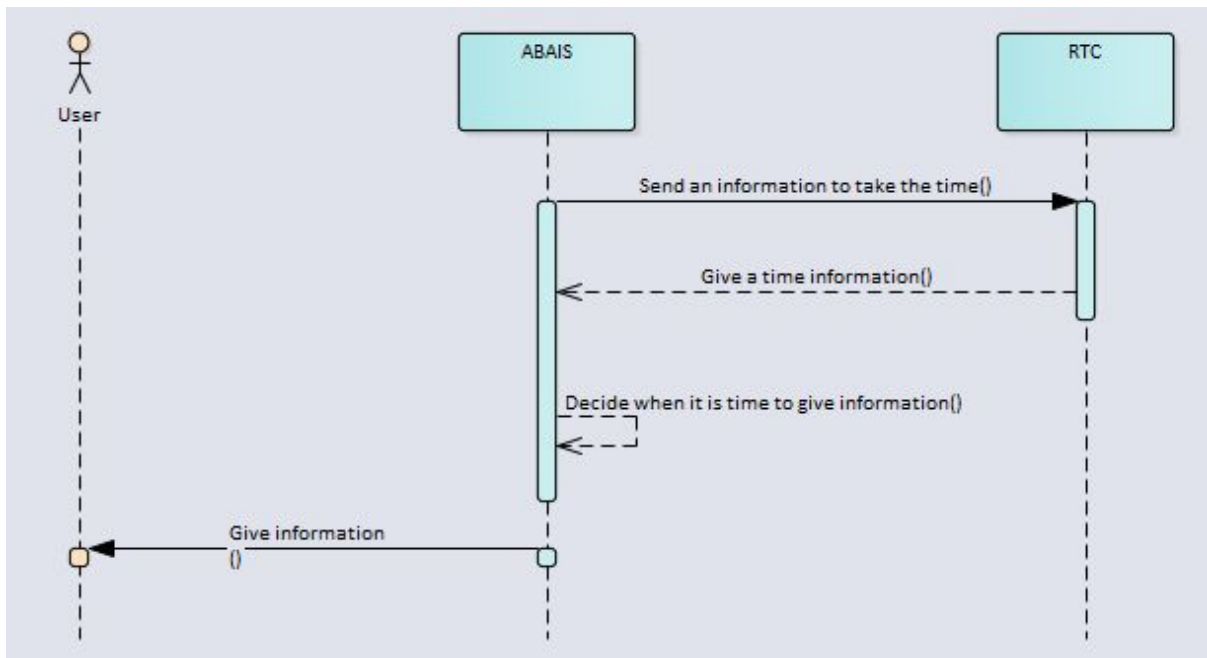 User
ABAIS
RTC
Send an information to take the time()
Give a time information()
Decide when it is time to give information()
Give information
()